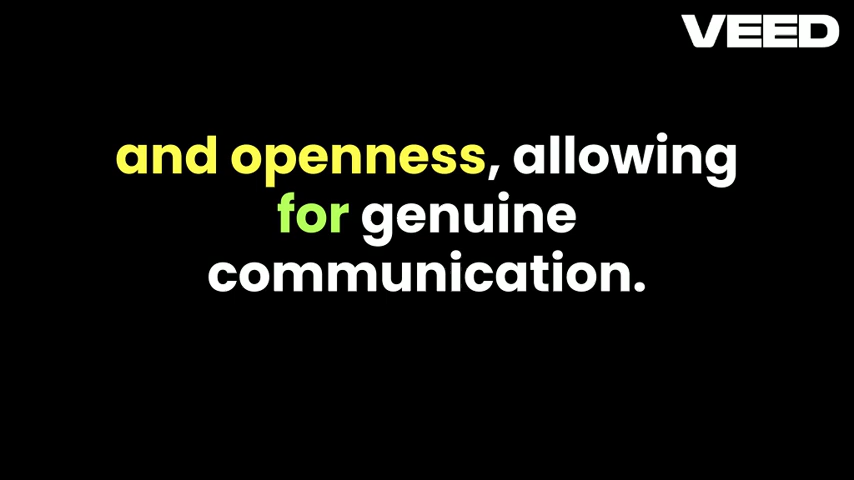 VEED
and openness, allowing
for genuine
communication.